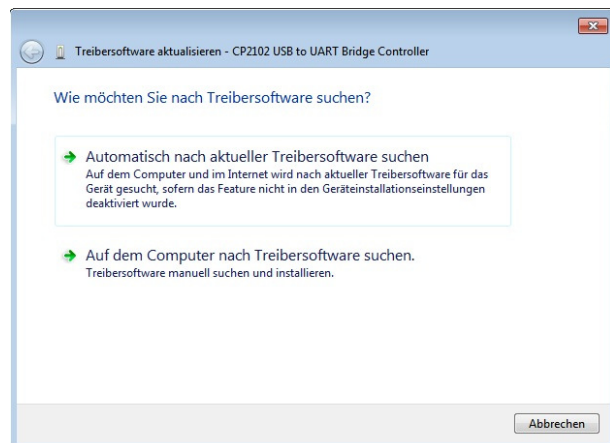 Treibersoftware aktualisieren - CP2102 USB to UART Bridge Controller
Wie möchten Sie nach Treibersoftware suchen?
Automatisch nach aktueller Treibersoftware suchen
Auf dem Computer und im Internet wird nach aktueller Treibersoftware für das
Gerät gesucht, sofern das Feature nicht in den Geräteinstallationseinstellungen
deaktiviert wurde.
Auf dem Computer nach Treibersoftware suchen.
Treibersoftware manuell suchen und installieren.
Abbrechen